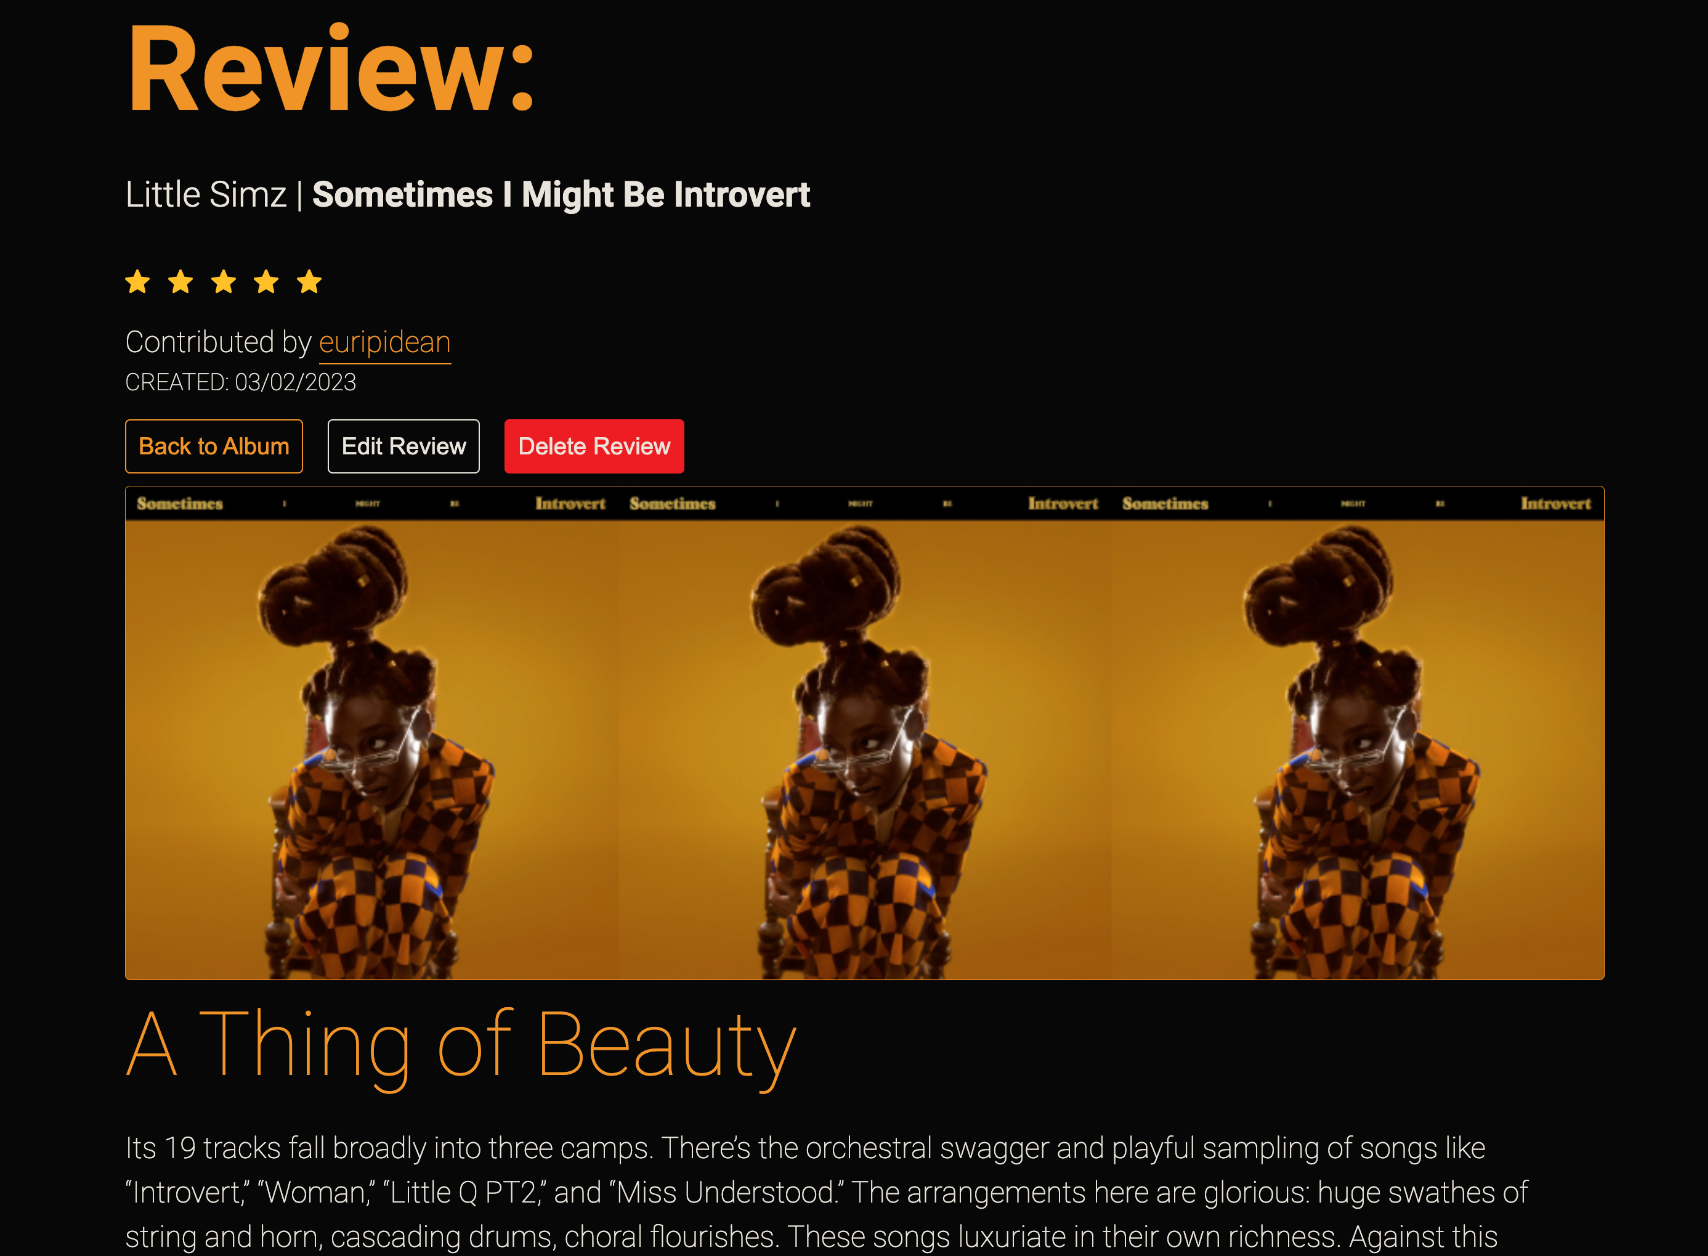 Review:
Little Simz | Sometimes I Might Be Introvert
Contributed by euripidean
CREATED: 03/02/2023
Back to Album Edit Review Delete Review
Sometimes I MIGHT BE Introvert Sometimes I MIGHT BE Introvert Sometimes I MIGHT BE Introvert
A Thing of Beauty
Its 19 tracks fall broadly into three camps. There’s the orchestral swagger and playful sampling of songs like
“Introvert,” “Woman,” “Little Q PT2,” and “Miss Understood.” The arrangements here are glorious: huge swathes of
string and horn, cascading drums, choral flourishes. These songs luxuriate in their own richness. Against this